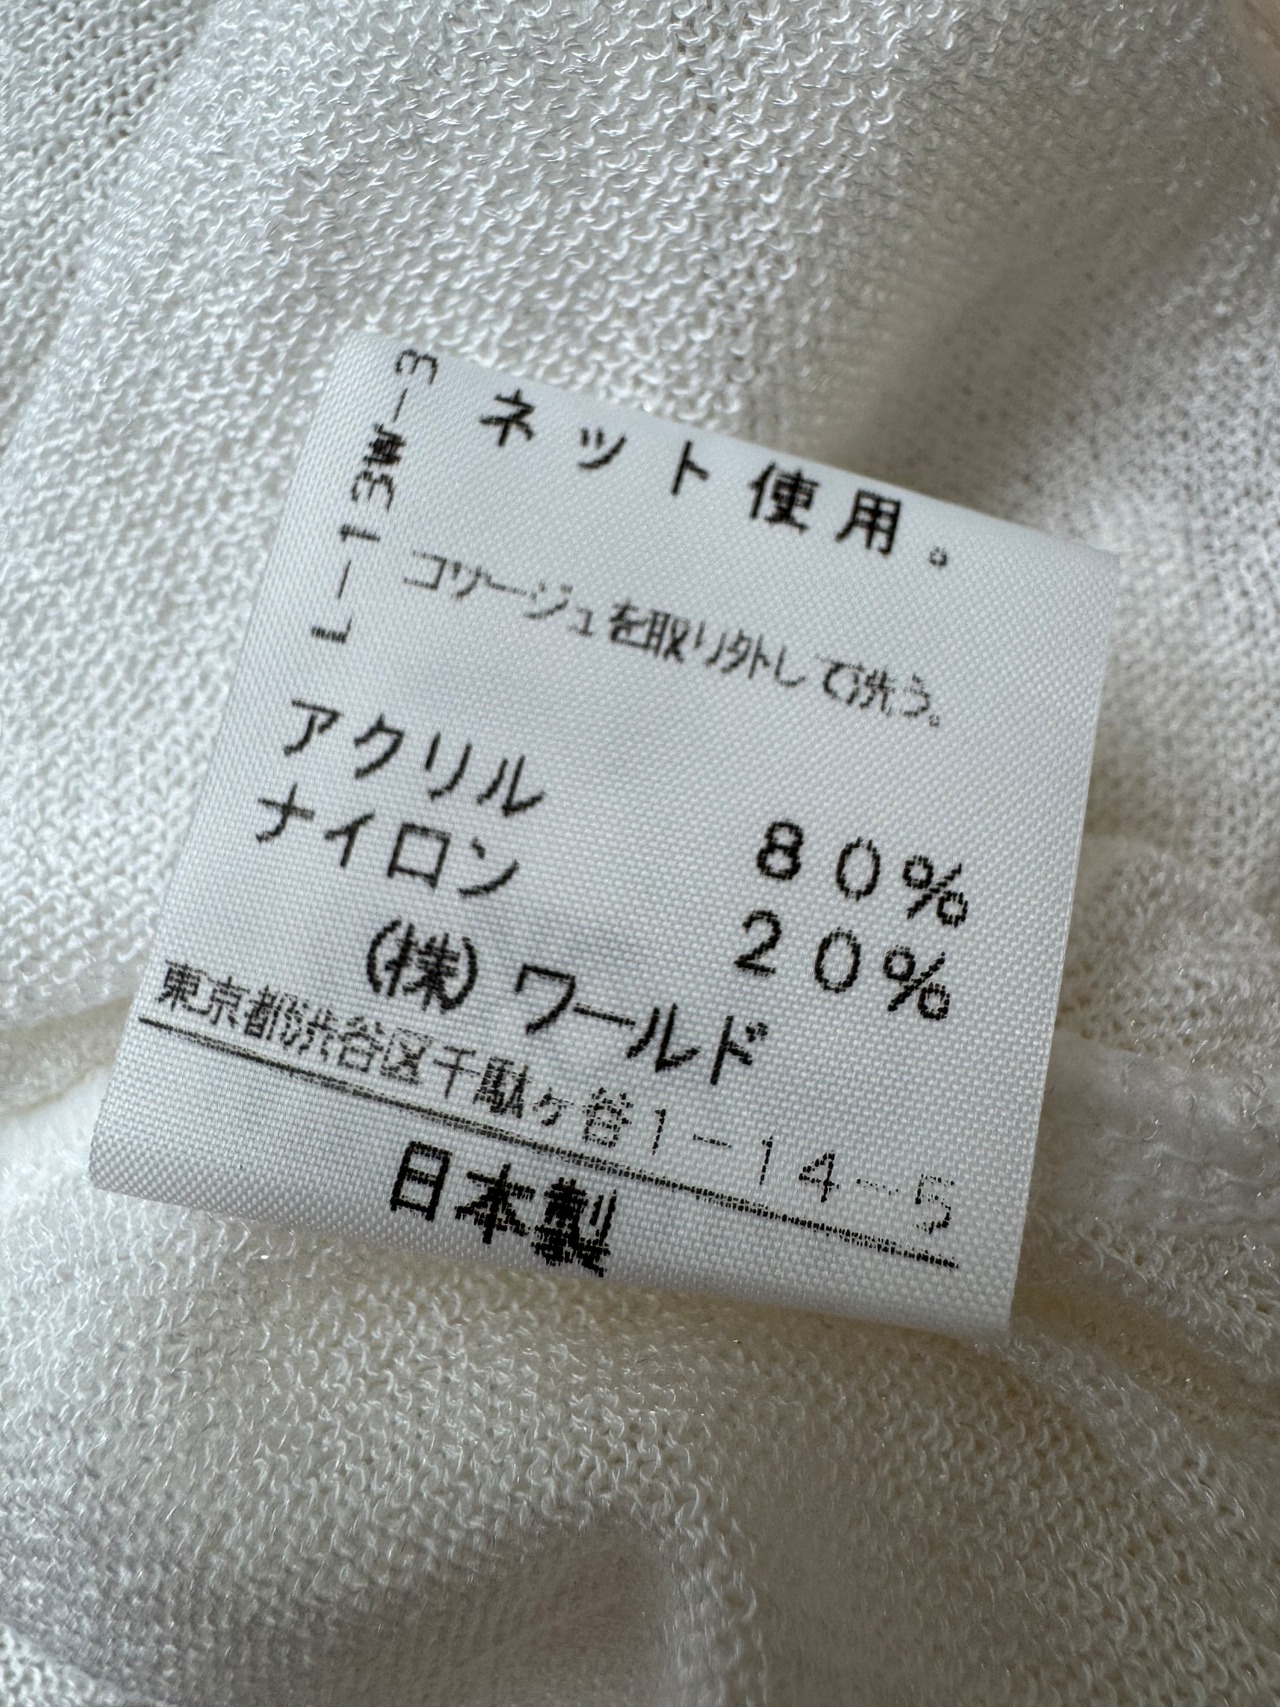 ネット使用。
コサージュを取り外して洗う。
L-13W-3
アクリル 80%
ナイロン 20%
(株)ワールド
東京都渋谷区千駄ヶ谷1-14-5
日本製